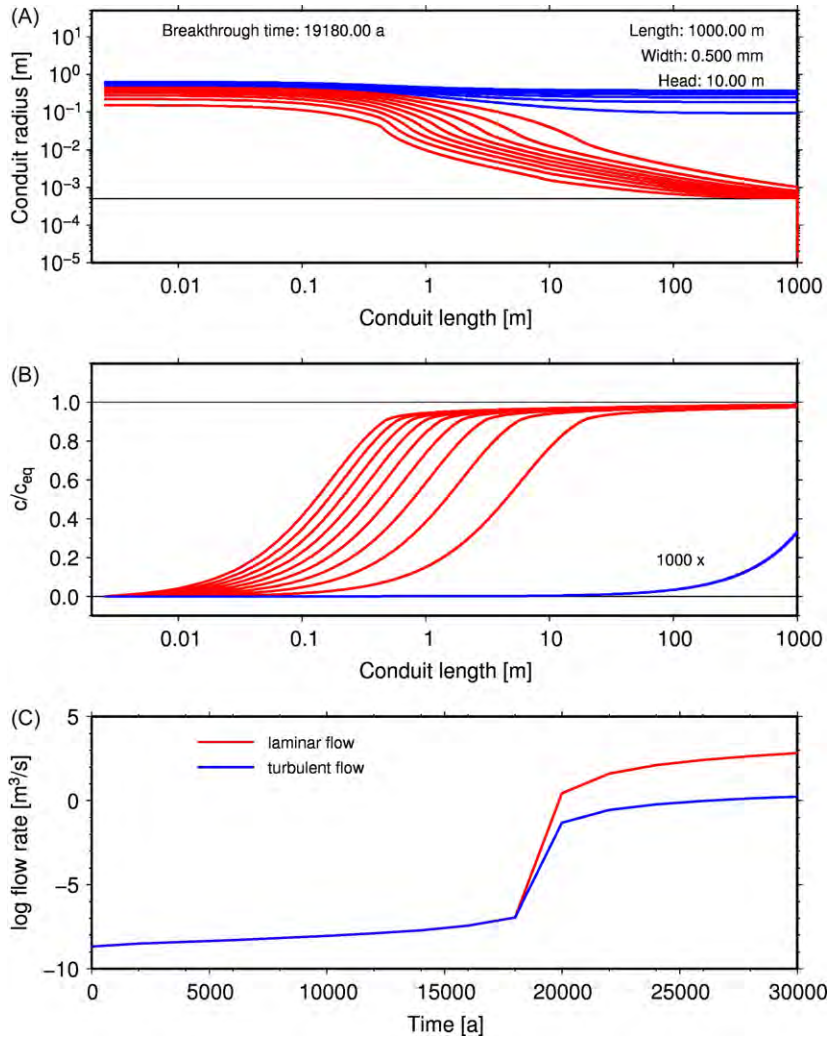 (A)
Breakthrough time: 19180.00 a
Length: 1000.00 m
Width: 0.500 mm
Head: 10.00 m
Conduit radius [m]
10¹
10⁰
10⁻¹
10⁻²
10⁻³
10⁻⁴
10⁻⁵
0.01 0.1 1 10 100 1000
Conduit length [m]
(B)
c/c_eq
1.0
0.8
0.6
0.4
0.2
0.0
1000 x
0.01 0.1 1 10 100 1000
Conduit length [m]
(C)
log flow rate [m³/s]
5
0
−5
−10
laminar flow
turbulent flow
0 5000 10000 15000 20000 25000 30000
Time [a]